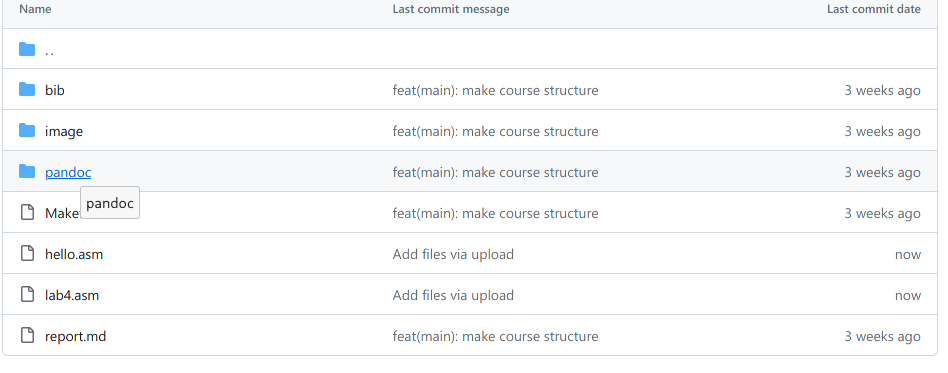 Name Last commit message Last commit date
..
bib feat(main): make course structure 3 weeks ago
image feat(main): make course structure 3 weeks ago
pandoc feat(main): make course structure 3 weeks ago
pandoc
Make feat(main): make course structure 3 weeks ago
hello.asm Add files via upload now
lab4.asm Add files via upload now
report.md feat(main): make course structure 3 weeks ago